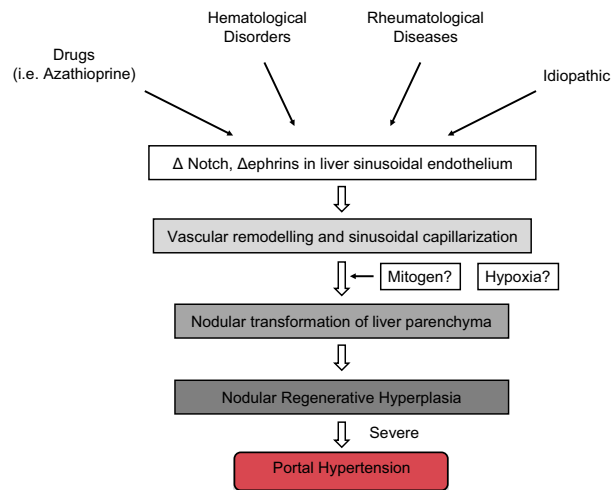 Hematological
Disorders
Rheumatological
Diseases
Drugs
(i.e. Azathioprine)
Idiopathic
Δ Notch, Δephrins in liver sinusoidal endothelium
Vascular remodelling and sinusoidal capillarization
Mitogen?
Hypoxia?
Nodular transformation of liver parenchyma
Nodular Regenerative Hyperplasia
Severe
Portal Hypertension